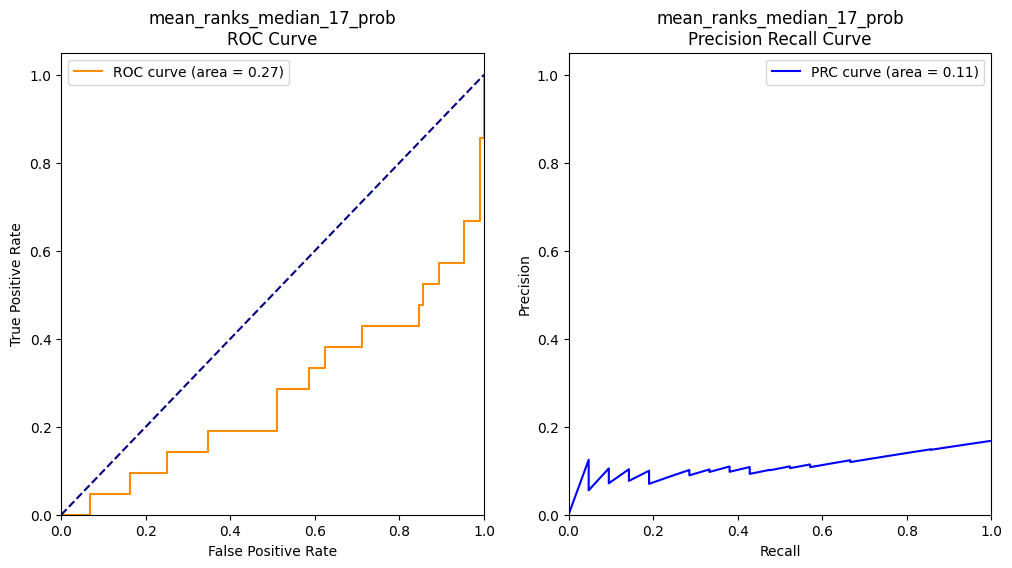 mean_ranks_median_17_prob
ROC Curve
ROC curve (area = 0.27)
True Positive Rate
1.0
0.8
0.6
0.4
0.2
0.0
0.0 0.2 0.4 0.6 0.8 1.0
False Positive Rate
mean_ranks_median_17_prob
Precision Recall Curve
PRC curve (area = 0.11)
Precision
1.0
0.8
0.6
0.4
0.2
0.0
0.0 0.2 0.4 0.6 0.8 1.0
Recall